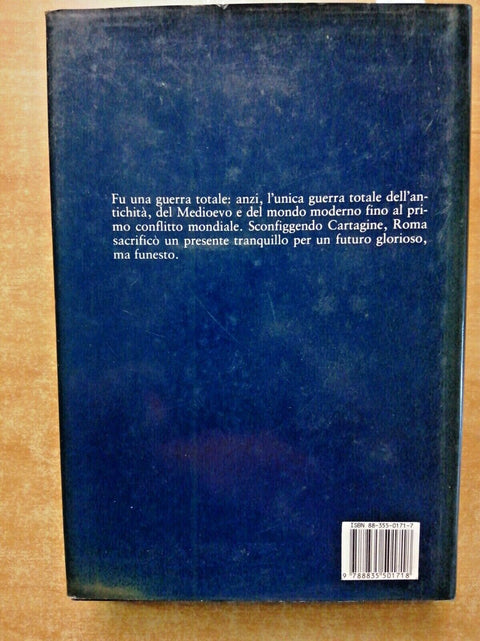 Fu una guerra totale: anzi, l'unica guerra totale dell'an-
tichità, del Medioevo e del mondo moderno fino al pri-
mo conflitto mondiale. Sconfiggendo Cartagine, Roma
sacrificò un presente tranquillo per un futuro glorioso,
ma funesto.
ISBN 88-355-0171-7
9 788835 501718